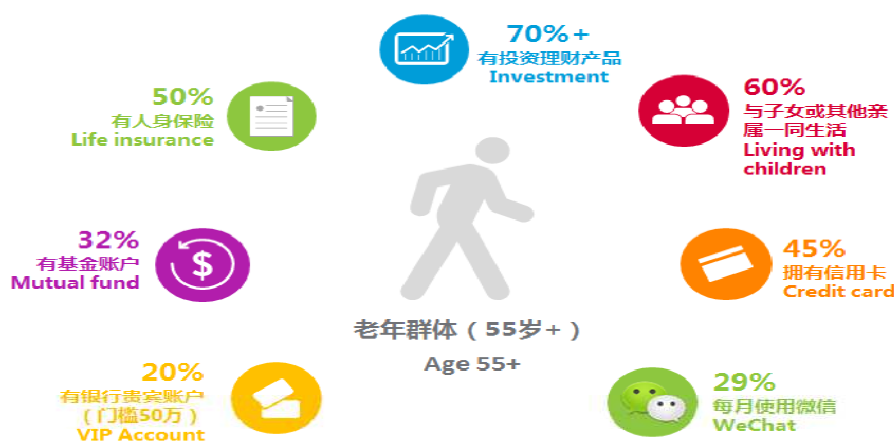 70%+
有投资理财产品
Investment
50%
有人身保险
Life insurance
60%
与子女或其他亲
属一同生活
Living with
children
32%
有基金账户
Mutual fund
$
45%
拥有信用卡
Credit card
老年群体（55岁+）
Age 55+
20%
有银行贵宾账户
（门槛50万）
VIP Account
29%
每月使用微信
WeChat